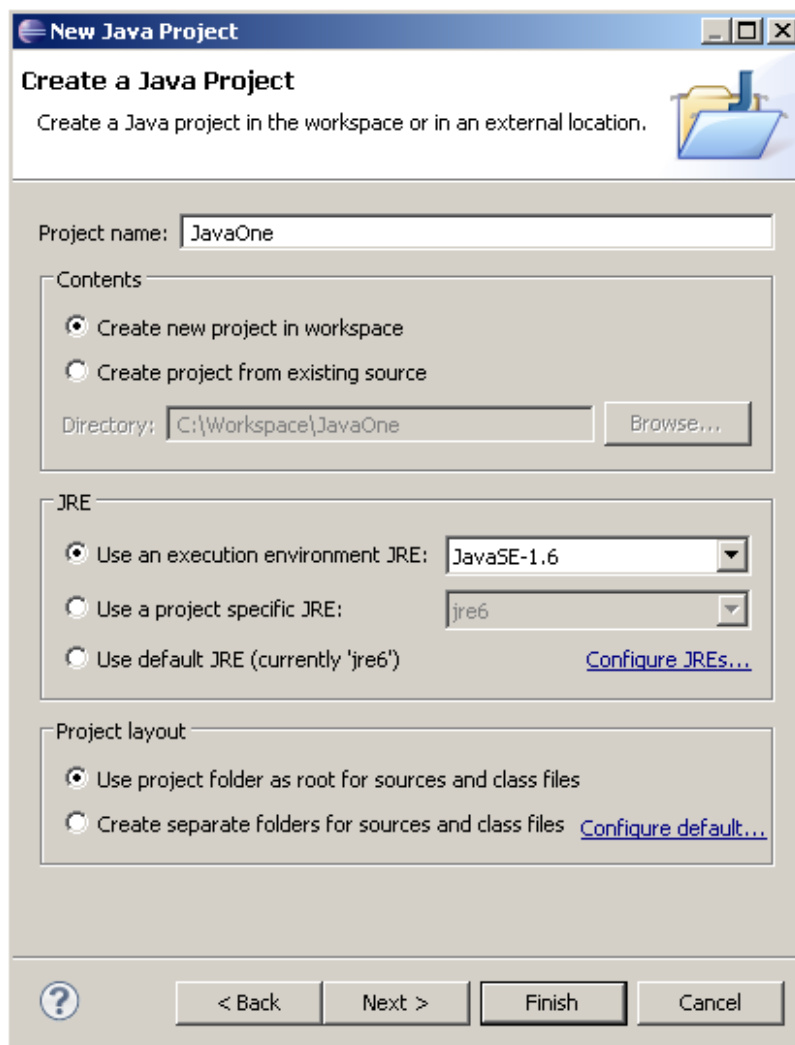 New Java Project
Create a Java Project
Create a Java project in the workspace or in an external location.
Project name: JavaOne
Contents
Create new project in workspace
Create project from existing source
Directory: C:\Workspace\JavaOne Browse...
JRE
Use an execution environment JRE: JavaSE-1.6
Use a project specific JRE: jre6
Use default JRE (currently 'jre6') Configure JREs...
Project layout
Use project folder as root for sources and class files
Create separate folders for sources and class files Configure default...
? < Back Next > Finish Cancel